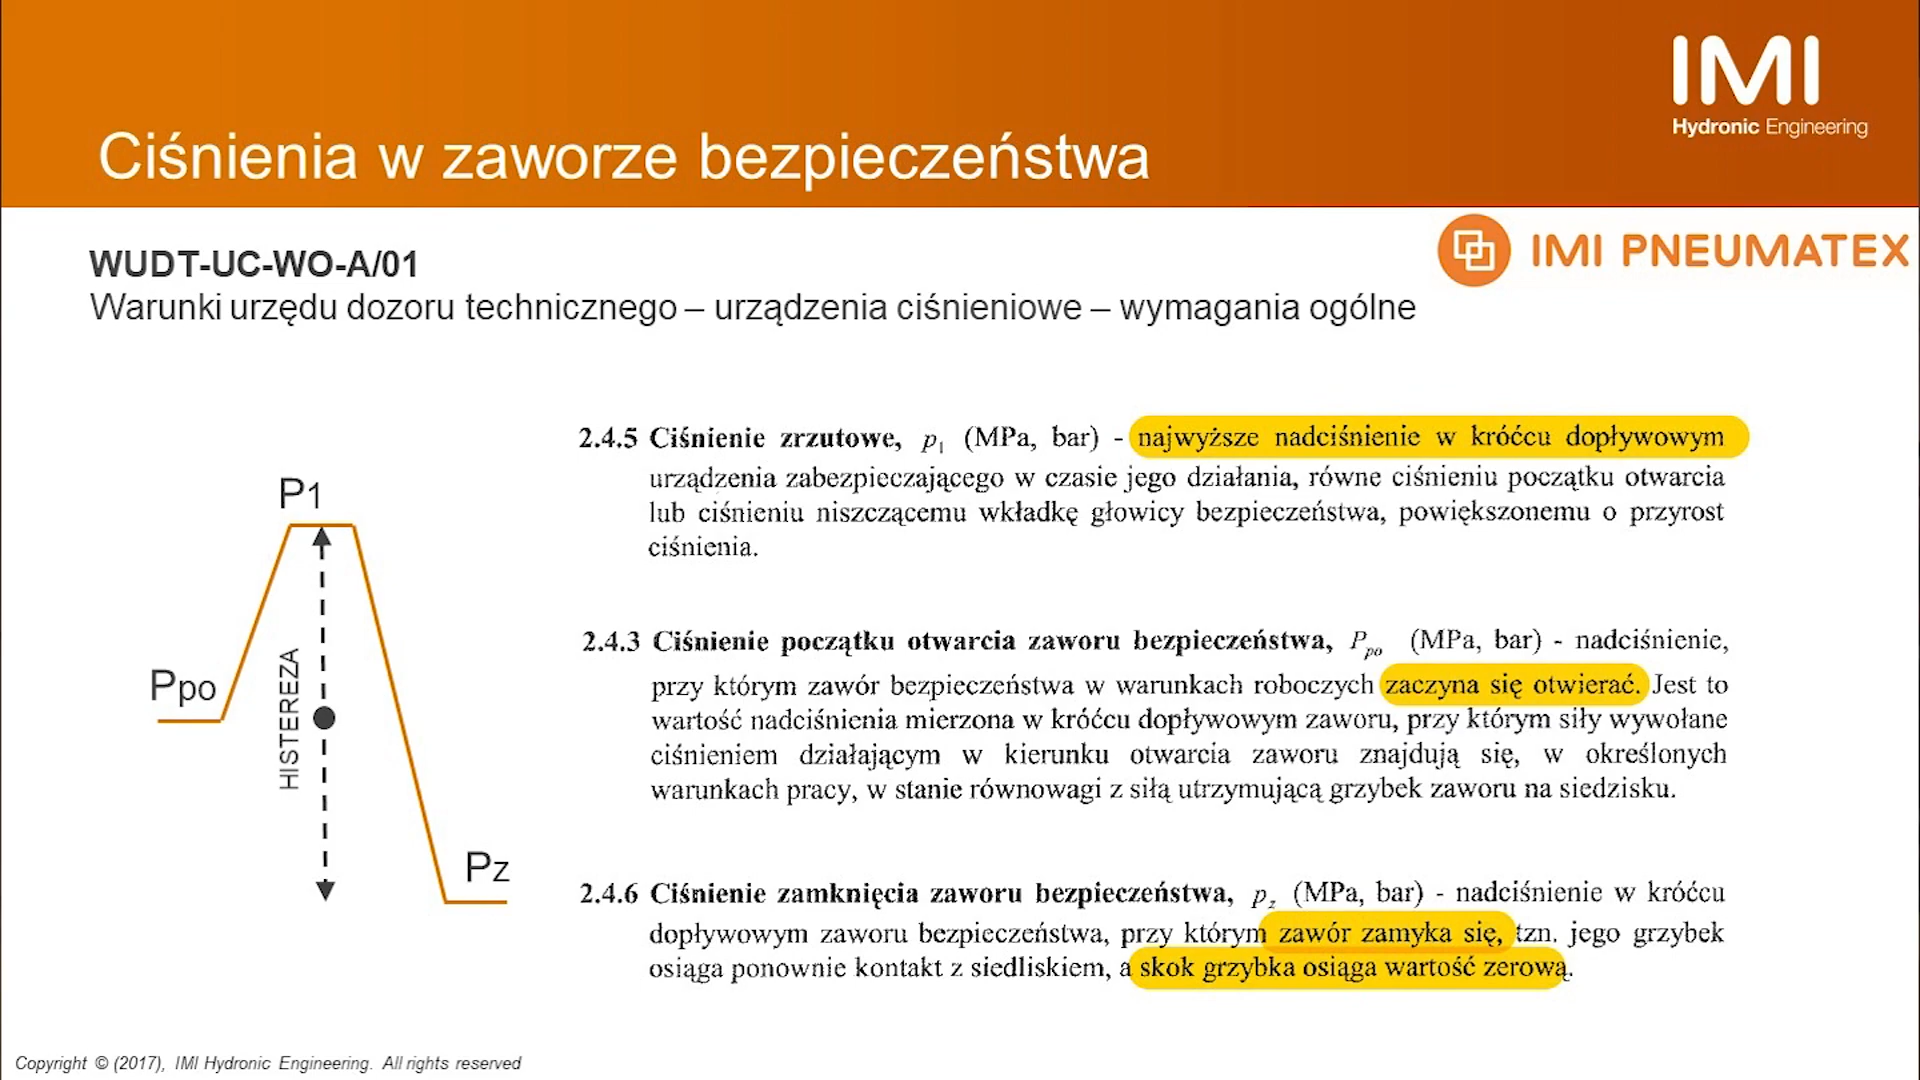 IMI
Hydronic Engineering
Ciśnienia w zaworze bezpieczeństwa
IMI PNEUMATEX
WUDT-UC-WO-A/01
Warunki urzędu dozoru technicznego – urządzenia ciśnieniowe – wymagania ogólne
2.4.5 Ciśnienie zrzutowe, p₁ (MPa, bar) - najwyższe nadciśnienie w króćcu dopływowym
urządzenia zabezpieczającego w czasie jego działania, równe ciśnieniu początku otwarcia
lub ciśnieniu niszczącemu wkładkę głowicy bezpieczeństwa, powiększonemu o przyrost
ciśnienia.
P1
Ppo
HISTEREZA
Pz
2.4.3 Ciśnienie początku otwarcia zaworu bezpieczeństwa, Ppo (MPa, bar) - nadciśnienie,
przy którym zawór bezpieczeństwa w warunkach roboczych zaczyna się otwierać. Jest to
wartość nadciśnienia mierzona w króćcu dopływowym zaworu, przy którym siły wywołane
ciśnieniem działającym w kierunku otwarcia zaworu znajdują się, w określonych
warunkach pracy, w stanie równowagi z siłą utrzymującą grzybek zaworu na siedzisku.
2.4.6 Ciśnienie zamknięcia zaworu bezpieczeństwa, pz (MPa, bar) - nadciśnienie w króćcu
dopływowym zaworu bezpieczeństwa, przy którym zawór zamyka się, tzn. jego grzybek
osiąga ponownie kontakt z siedliskiem, a skok grzybka osiąga wartość zerową.
Copyright © (2017), IMI Hydronic Engineering. All rights reserved